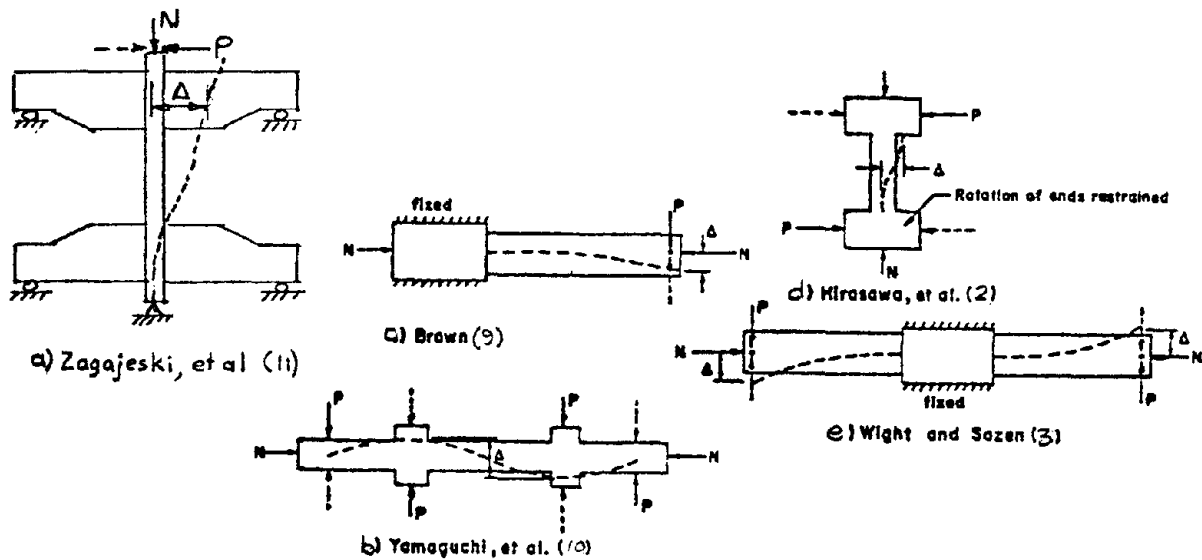 N
P
Δ
a) Zagajeski, et al (11)
fixed
N
P
Δ
N
a) Brown (9)
P
Δ
Rotation of ends restrained
P
N
d) Hirasawa, et al. (2)
P
N
Δ
fixed
Δ
N
P
e) Wight and Sozen (3)
P
P
N
Δ
N
P
P
b) Yamaguchi, et al. (10)